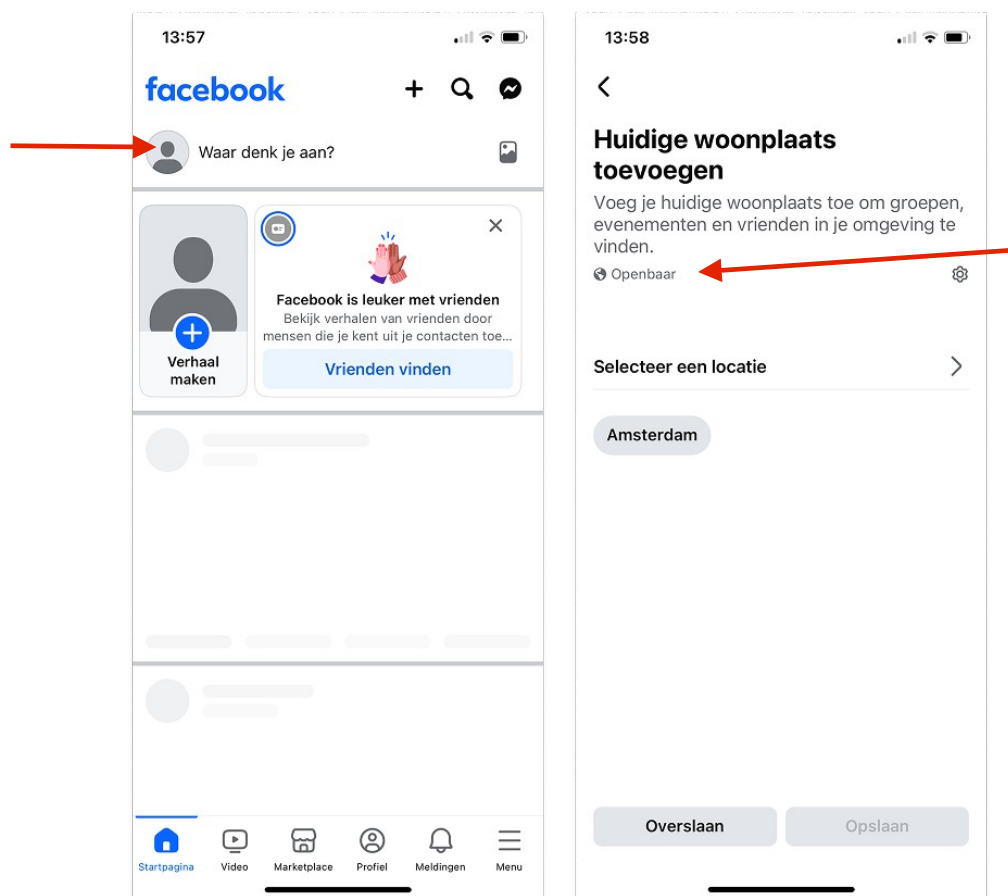 13:57
facebook
Waar denk je aan?
Verhaal
maken
Facebook is leuker met vrienden
Bekijk verhalen van vrienden door
mensen die je kent uit je contacten toe...
Vrienden vinden
Startpagina
Video
Marketplace
Profiel
Meldingen
Menu
13:58
Huidige woonplaats
toevoegen
Voeg je huidige woonplaats toe om groepen,
evenementen en vrienden in je omgeving te
vinden.
Openbaar
Selecteer een locatie
Amsterdam
Overslaan
Opslaan